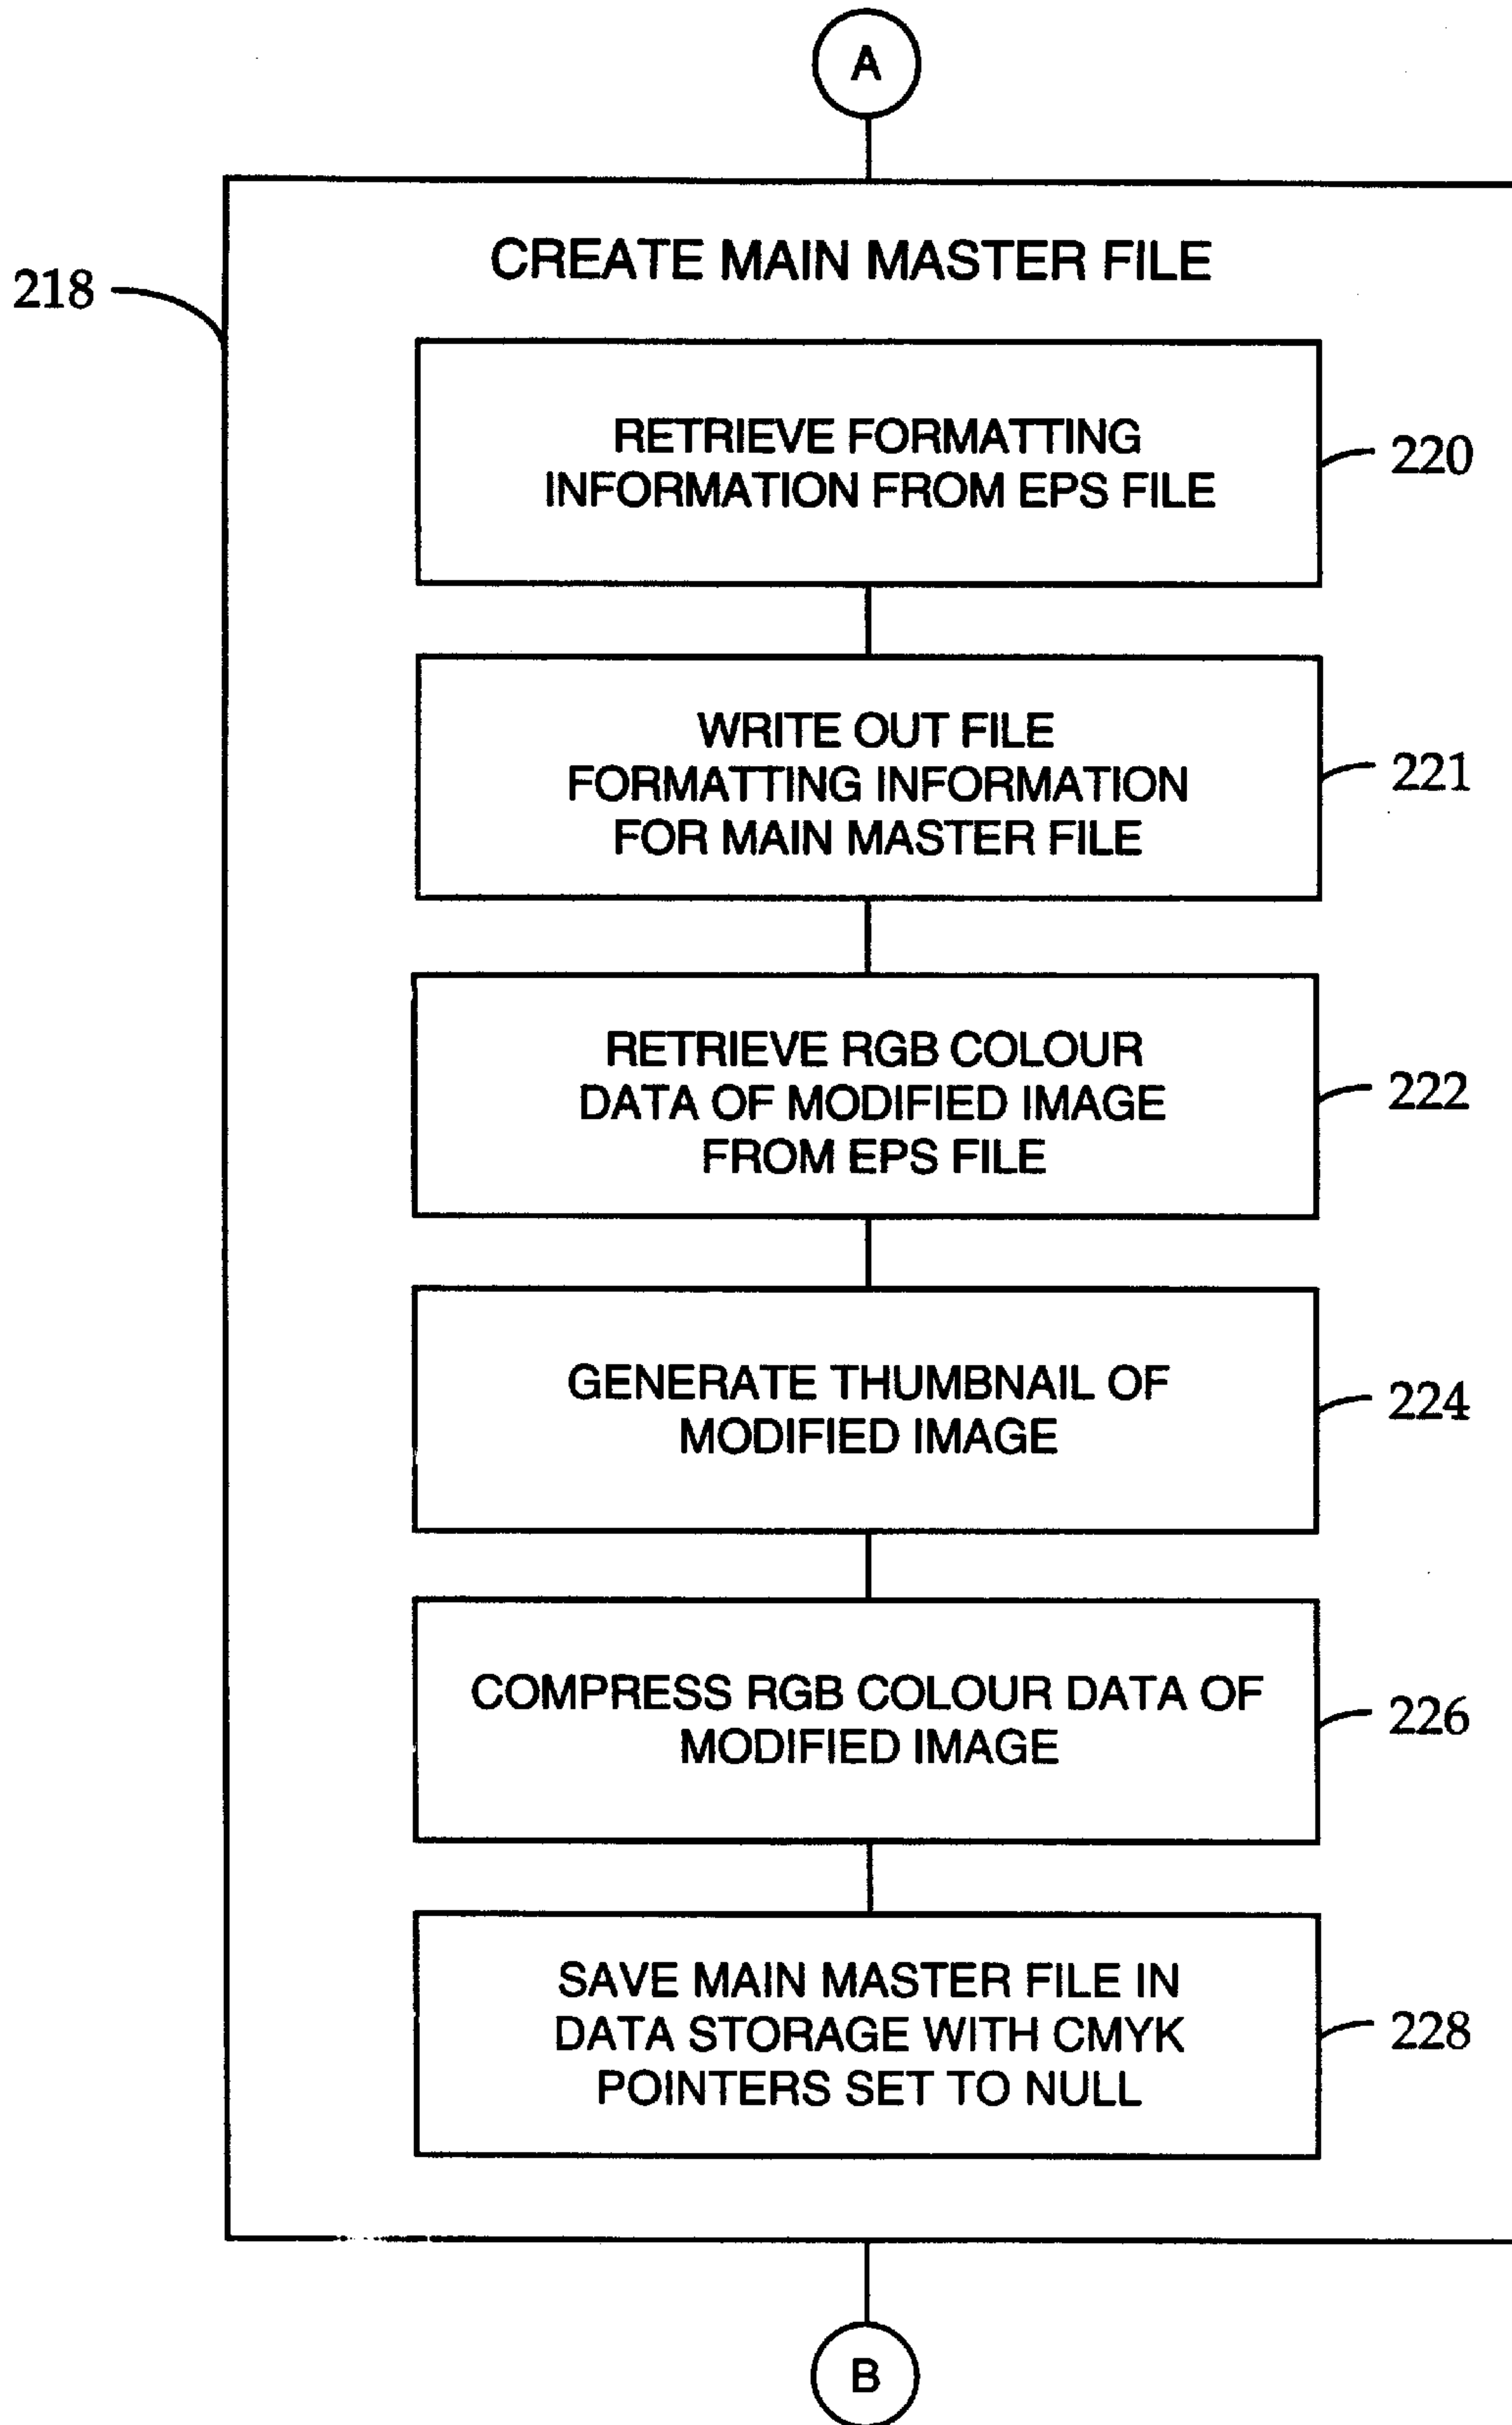 A
CREATE MAIN MASTER FILE
218
RETRIEVE FORMATTING
INFORMATION FROM EPS FILE
220
WRITE OUT FILE
FORMATTING INFORMATION
FOR MAIN MASTER FILE
221
RETRIEVE RGB COLOUR
DATA OF MODIFIED IMAGE
FROM EPS FILE
222
GENERATE THUMBNAIL OF
MODIFIED IMAGE
224
COMPRESS RGB COLOUR DATA OF
MODIFIED IMAGE
226
SAVE MAIN MASTER FILE IN
DATA STORAGE WITH CMYK
POINTERS SET TO NULL
228
B